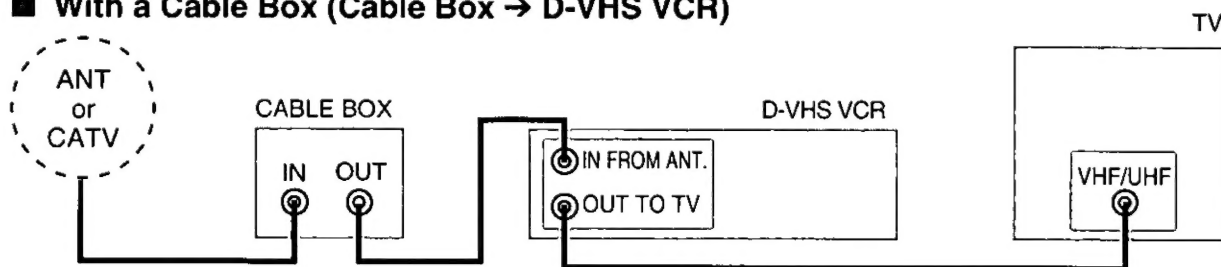 ■ With a Cable Box (Cable Box → D-VHS VCR)
TV
ANT
or
CATV
CABLE BOX
D-VHS VCR
IN
OUT
IN FROM ANT.
OUT TO TV
VHF/UHF